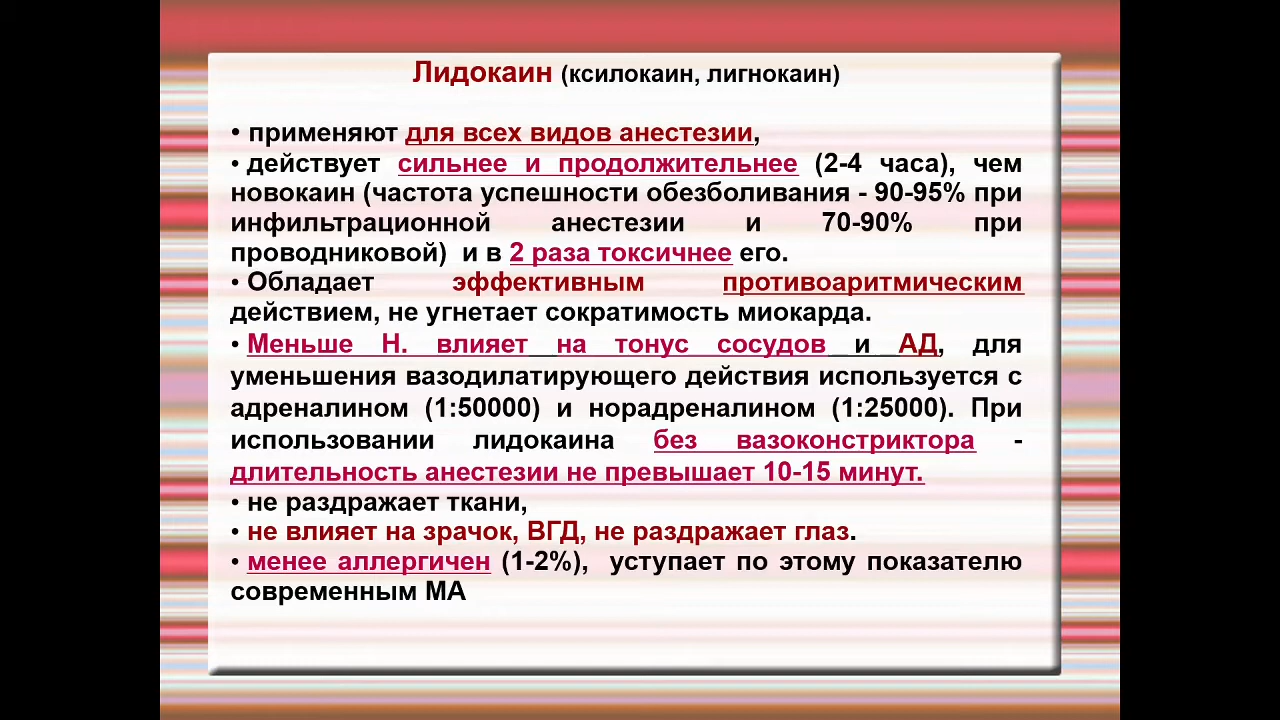 Лидокаин (ксилокаин, лигнокаин)
• применяют для всех видов анестезии,
• действует сильнее и продолжительнее (2-4 часа), чем
новокаин (частота успешности обезболивания - 90-95% при
инфильтрационной анестезии и 70-90% при
проводниковой) и в 2 раза токсичнее его.
• Обладает эффективным противоаритмическим
действием, не угнетает сократимость миокарда.
• Меньше Н. влияет на тонус сосудов и АД, для
уменьшения вазодилатирующего действия используется с
адреналином (1:50000) и норадреналином (1:25000). При
использовании лидокаина без вазоконстриктора -
длительность анестезии не превышает 10-15 минут.
• не раздражает ткани,
• не влияет на зрачок, ВГД, не раздражает глаз.
• менее аллергичен (1-2%), уступает по этому показателю
современным МА